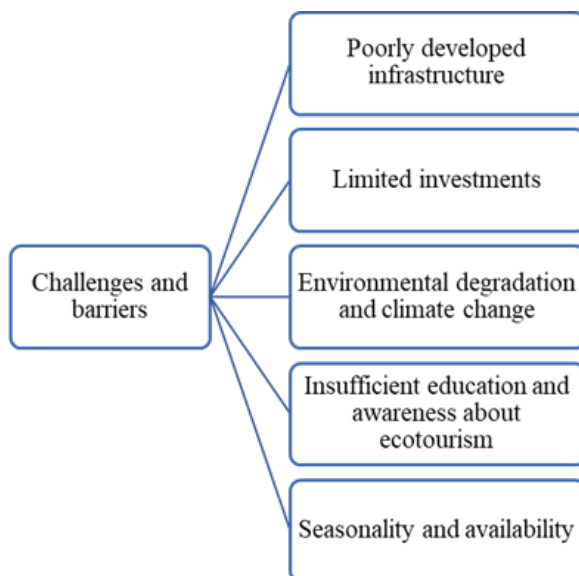 Poorly developed
infrastructure
Limited investments
Challenges and
barriers
Environmental degradation
and climate change
Insufficient education and
awareness about
ecotourism
Seasonality and availability